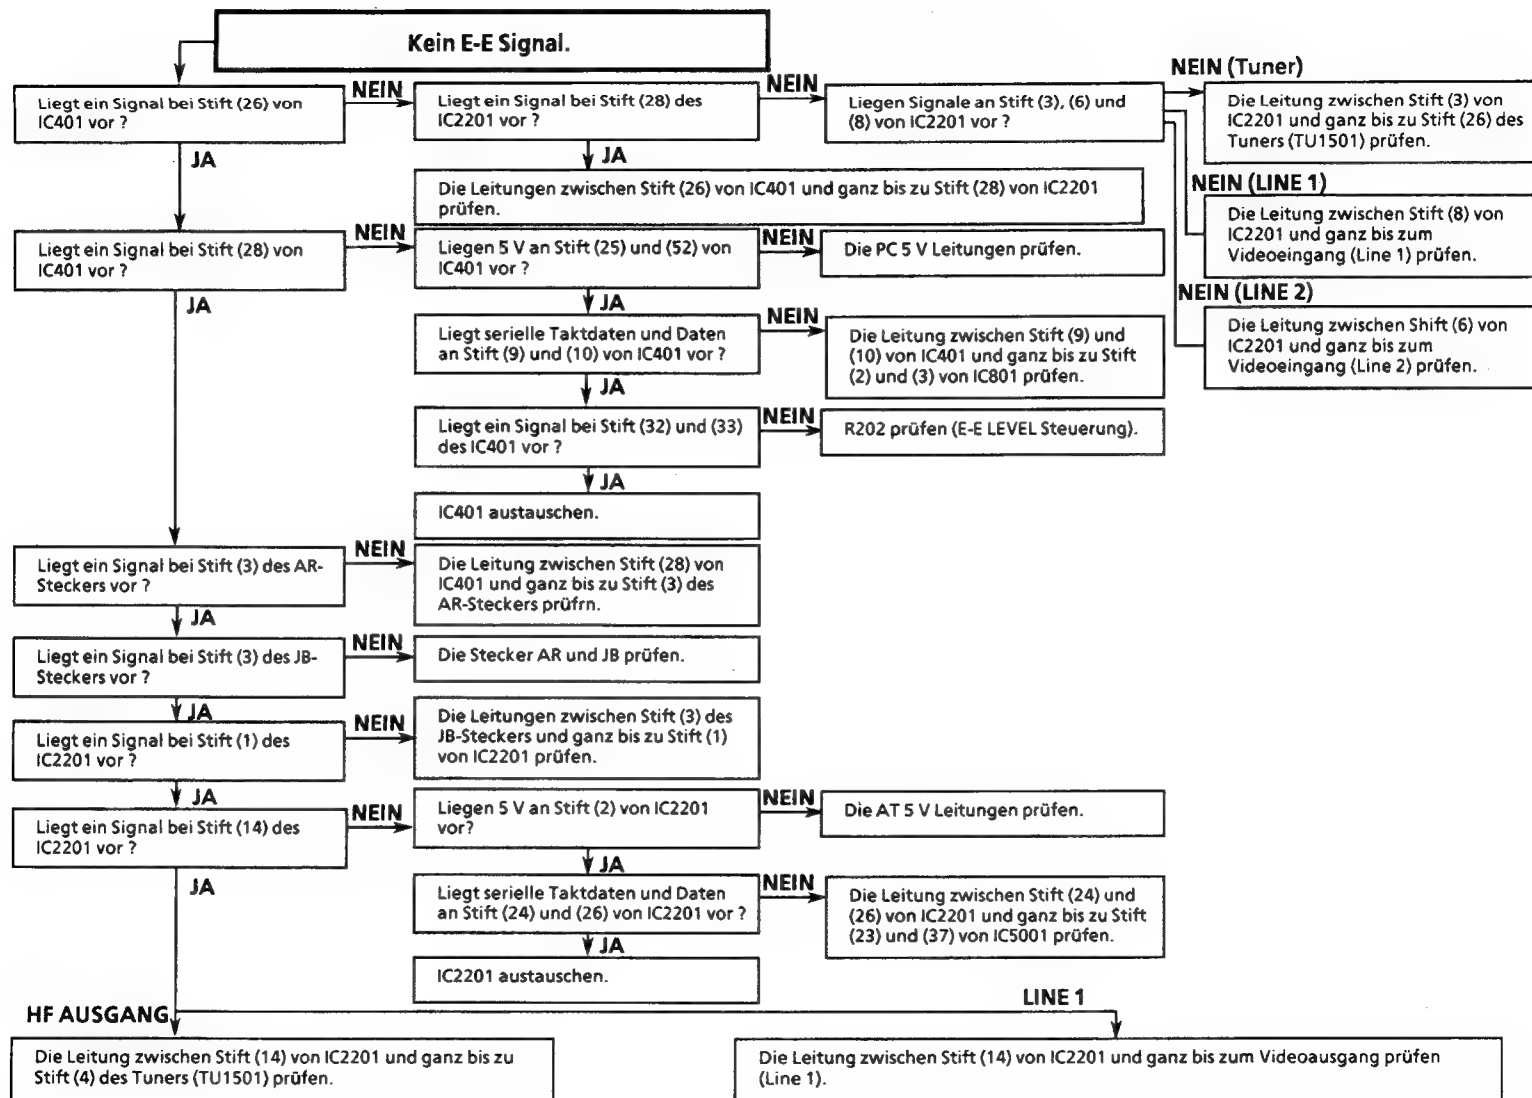 Kein E-E Signal.
Liegt ein Signal bei Stift (26) von
IC401 vor ?
NEIN
Liegt ein Signal bei Stift (28) des
IC2201 vor ?
NEIN
Liegen Signale an Stift (3), (6) und
(8) von IC2201 vor ?
NEIN (Tuner)
Die Leitung zwischen Stift (3) von
IC2201 und ganz bis zu Stift (26) des
Tuners (TU1501) prüfen.
JA
JA
Die Leitungen zwischen Stift (26) von IC401 und ganz bis zu Stift (28) von IC2201
prüfen.
NEIN (LINE 1)
Die Leitung zwischen Stift (8) von
IC2201 und ganz bis zum
Videoeingang (Line 1) prüfen.
Liegt ein Signal bei Stift (28) von
IC401 vor ?
NEIN
Liegen 5 V an Stift (25) und (52) von
IC401 vor ?
NEIN
Die PC 5 V Leitungen prüfen.
NEIN (LINE 2)
Die Leitung zwischen Shift (6) von
IC2201 und ganz bis zum
Videoeingang (Line 2) prüfen.
JA
JA
Liegt serielle Taktdaten und Daten
an Stift (9) und (10) von IC401 vor ?
NEIN
Die Leitung zwischen Stift (9) und
(10) von IC401 und ganz bis zu Stift
(2) und (3) von IC801 prüfen.
JA
Liegt ein Signal bei Stift (32) und (33)
des IC401 vor ?
NEIN
R202 prüfen (E-E LEVEL Steuerung).
JA
IC401 austauschen.
Liegt ein Signal bei Stift (3) des AR-
Steckers vor ?
NEIN
Die Leitung zwischen Stift (28) von
IC401 und ganz bis zu Stift (3) des
AR-Steckers prüfrn.
JA
Liegt ein Signal bei Stift (3) des JB-
Steckers vor ?
NEIN
Die Stecker AR und JB prüfen.
JA
Liegt ein Signal bei Stift (1) des
IC2201 vor ?
NEIN
Die Leitungen zwischen Stift (3) des
JB-Steckers und ganz bis zu Stift (1)
von IC2201 prüfen.
JA
Liegt ein Signal bei Stift (14) des
IC2201 vor ?
NEIN
Liegen 5 V an Stift (2) von IC2201
vor?
NEIN
Die AT 5 V Leitungen prüfen.
JA
JA
Liegt serielle Taktdaten und Daten
an Stift (24) und (26) von IC2201 vor ?
NEIN
Die Leitung zwischen Stift (24) und
(26) von IC2201 und ganz bis zu Stift
(23) und (37) von IC5001 prüfen.
JA
IC2201 austauschen.
HF AUSGANG
LINE 1
Die Leitung zwischen Stift (14) von IC2201 und ganz bis zu
Stift (4) des Tuners (TU1501) prüfen.
Die Leitung zwischen Stift (14) von IC2201 und ganz bis zum Videoausgang prüfen
(Line 1).